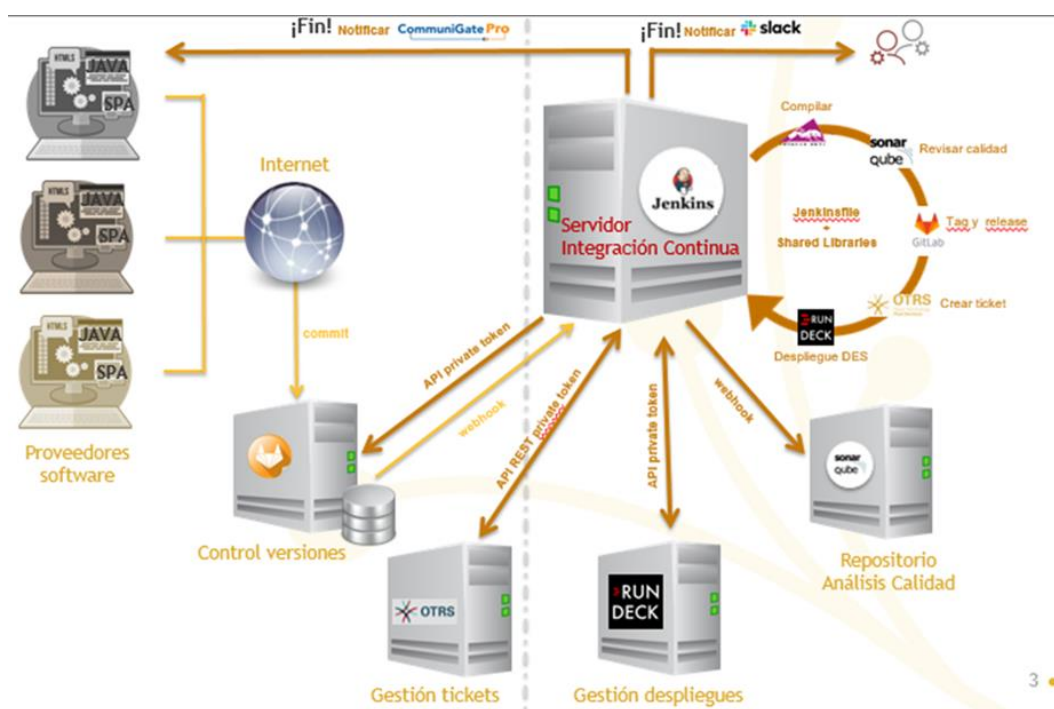 ¡Fin! Notificar CommuniGate Pro
¡Fin! Notificar slack
HTML5
JAVA
SPA
HTML5
JAVA
SPA
HTML5
JAVA
SPA
Proveedores
software
Internet
commit
Jenkins
Servidor
Integración Continua
Compilar
sonar
qube
Revisar calidad
Jenkinsfile
+
Shared Libraries
GitLab
Tag y release
OTRS
Crear ticket
RUN
DECK
Despliegue DES
API private token
webhook
API REST private token
API private token
webhook
Control versiones
OTRS
Gestión tickets
RUN
DECK
Gestión despliegues
sonar
qube
Repositorio
Análisis Calidad
3